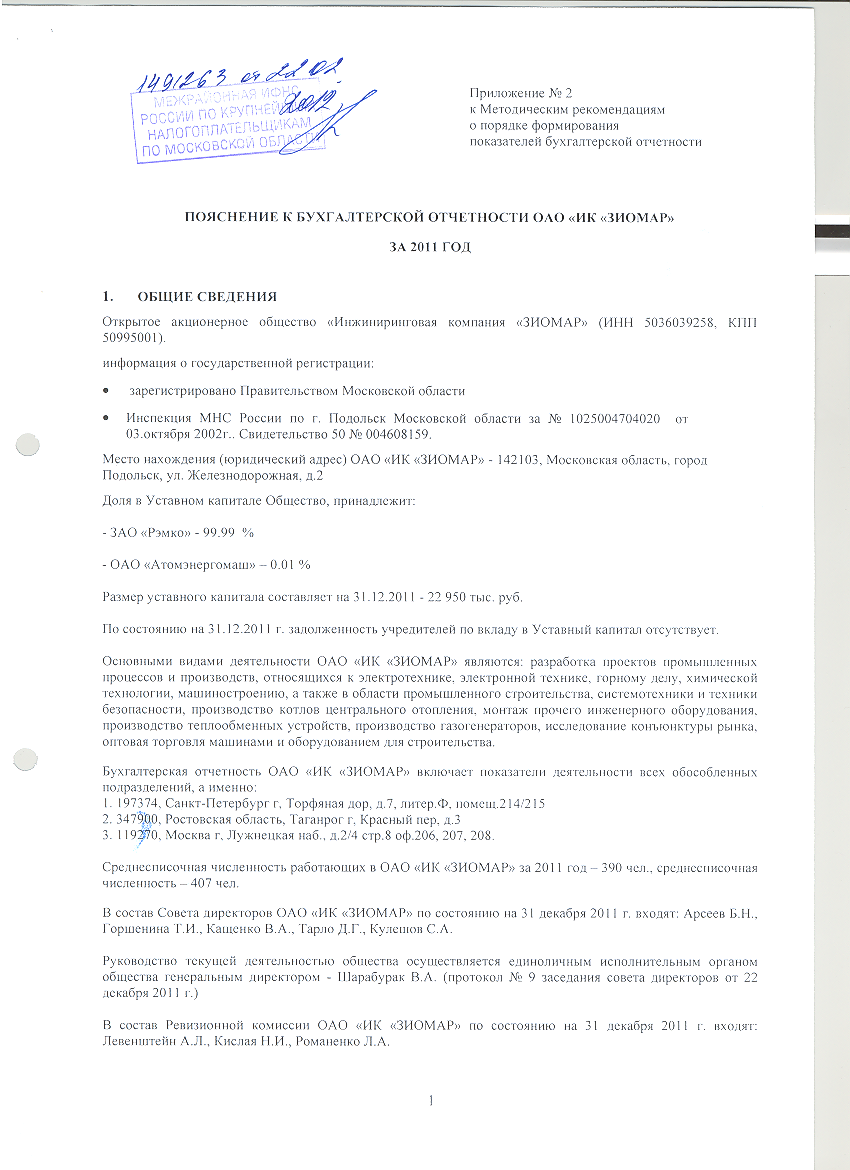 1491263 от 22 02
2012
МЕЖРАЙОННАЯ ИФНС
РОССИИ ПО КРУПНЕЙШИМ
НАЛОГОПЛАТЕЛЬЩИКАМ
ПО МОСКОВСКОЙ ОБЛАСТИ
Приложение № 2
к Методическим рекомендациям
о порядке формирования
показателей бухгалтерской отчетности
ПОЯСНЕНИЕ К БУХГАЛТЕРСКОЙ ОТЧЕТНОСТИ ОАО «ИК «ЗИОМАР»
ЗА 2011 ГОД
1. ОБЩИЕ СВЕДЕНИЯ
Открытое акционерное общество «Инжиниринговая компания «ЗИОМАР» (ИНН 5036039258, КПП
50995001).
информация о государственной регистрации:
• зарегистрировано Правительством Московской области
• Инспекция МНС России по г. Подольск Московской области за № 1025004704020 от
03.октября 2002г.. Свидетельство 50 № 004608159.
Место нахождения (юридический адрес) ОАО «ИК «ЗИОМАР» - 142103, Московская область, город
Подольск, ул. Железнодорожная, д.2
Доля в Уставном капитале Общество, принадлежит:
- ЗАО «Рэмко» - 99.99 %
- ОАО «Атомэнергомаш» – 0.01 %
Размер уставного капитала составляет на 31.12.2011 - 22 950 тыс. руб.
По состоянию на 31.12.2011 г. задолженность учредителей по вкладу в Уставный капитал отсутствует.
Основными видами деятельности ОАО «ИК «ЗИОМАР» являются: разработка проектов промышленных
процессов и производств, относящихся к электротехнике, электронной технике, горному делу, химической
технологии, машиностроению, а также в области промышленного строительства, системотехники и техники
безопасности, производство котлов центрального отопления, монтаж прочего инженерного оборудования,
производство теплообменных устройств, производство газогенераторов, исследование конъюнктуры рынка,
оптовая торговля машинами и оборудованием для строительства.
Бухгалтерская отчетность ОАО «ИК «ЗИОМАР» включает показатели деятельности всех обособленных
подразделений, а именно:
1. 197374, Санкт-Петербург г, Торфяная дор, д.7, литер.Ф, помещ.214/215
2. 347900, Ростовская область, Таганрог г, Красный пер, д.3
3. 119270, Москва г, Лужнецкая наб., д.2/4 стр.8 оф.206, 207, 208.
Среднесписочная численность работающих в ОАО «ИК «ЗИОМАР» за 2011 год – 390 чел., среднесписочная
численность – 407 чел.
В состав Совета директоров ОАО «ИК «ЗИОМАР» по состоянию на 31 декабря 2011 г. входят: Арсеев Б.Н.,
Горшенина Т.И., Кащенко В.А., Тарло Д.Г., Кулешов С.А.
Руководство текущей деятельностью общества осуществляется единоличным исполнительным органом
общества генеральным директором - Шарабурак В.А. (протокол № 9 заседания совета директоров от 22
декабря 2011 г.)
В состав Ревизионной комиссии ОАО «ИК «ЗИОМАР» по состоянию на 31 декабря 2011 г. входят:
Левенштейн А.Л., Кислая Н.И., Романенко Л.А.
1